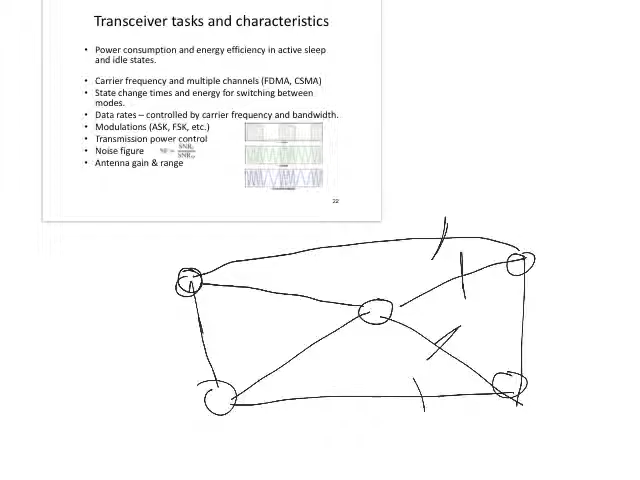 Transceiver tasks and characteristics
• Power consumption and energy efficiency in active sleep
and idle states.
• Carrier frequency and multiple channels (FDMA, CSMA)
• State change times and energy for switching between
modes.
• Data rates – controlled by carrier frequency and bandwidth.
• Modulations (ASK, FSK, etc.)
• Transmission power control
• Noise figure
• Antenna gain & range
22